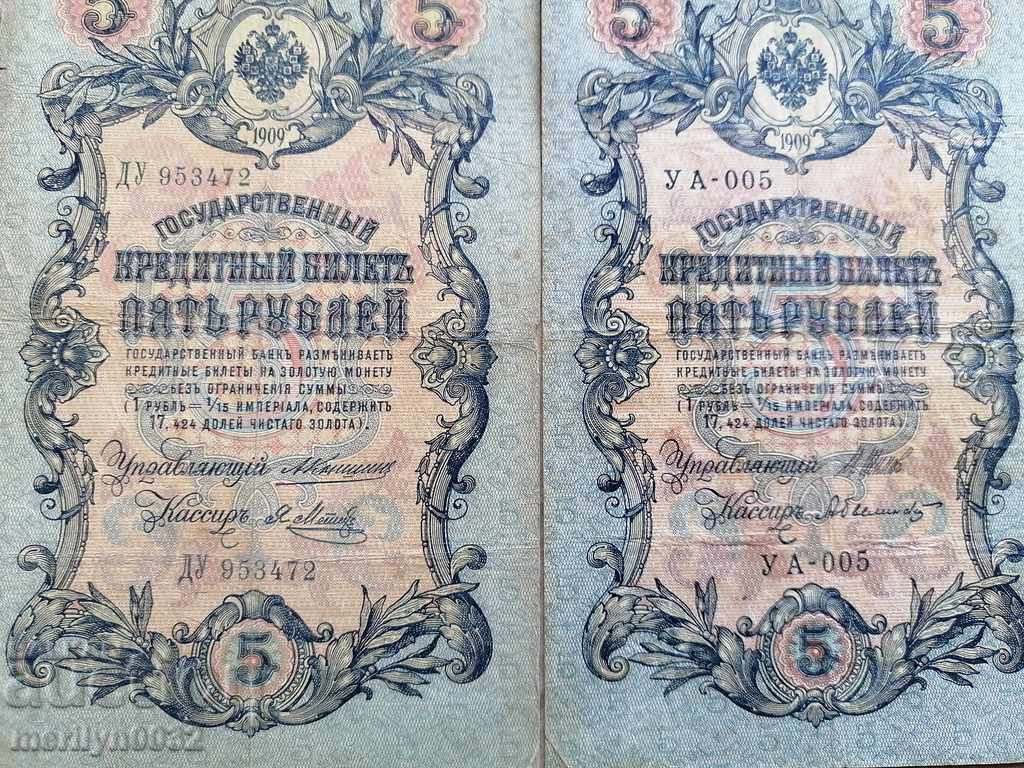 5 5
1909
ДУ 953472
ГОСУДАРСТВЕННЫЙ
КРЕДИТНЫЙ БИЛЕТЪ
ПЯТЬ РУБЛЕЙ
ГОСУДАРСТВЕННЫЙ БАНКЪ РАЗМѢНИВАЕТЪ
КРЕДИТНЫЕ БИЛЕТЫ НА ЗОЛОТУЮ МОНЕТУ
БЕЗЪ ОГРАНИЧЕНІЯ СУММЫ
(1 РУБЛЬ — 1/15 ИМПЕРІАЛА, СОДЕРЖИТЪ
17,424 ДОЛЕЙ ЧИСТАГО ЗОЛОТА).
Управляющій
Кассиръ
ДУ 953472
5
5 5
1909
УА-005
ГОСУДАРСТВЕННЫЙ
КРЕДИТНЫЙ БИЛЕТЪ
ПЯТЬ РУБЛЕЙ
ГОСУДАРСТВЕННЫЙ БАНКЪ РАЗМѢНИВАЕТЪ
КРЕДИТНЫЕ БИЛЕТЫ НА ЗОЛОТУЮ МОНЕТУ
БЕЗЪ ОГРАНИЧЕНІЯ СУММЫ
(1 РУБЛЬ — 1/15 ИМПЕРІАЛА, СОДЕРЖИТЪ
17,424 ДОЛЕЙ ЧИСТАГО ЗОЛОТА).
Управляющій
Кассиръ
УА-005
5
merilyn0032